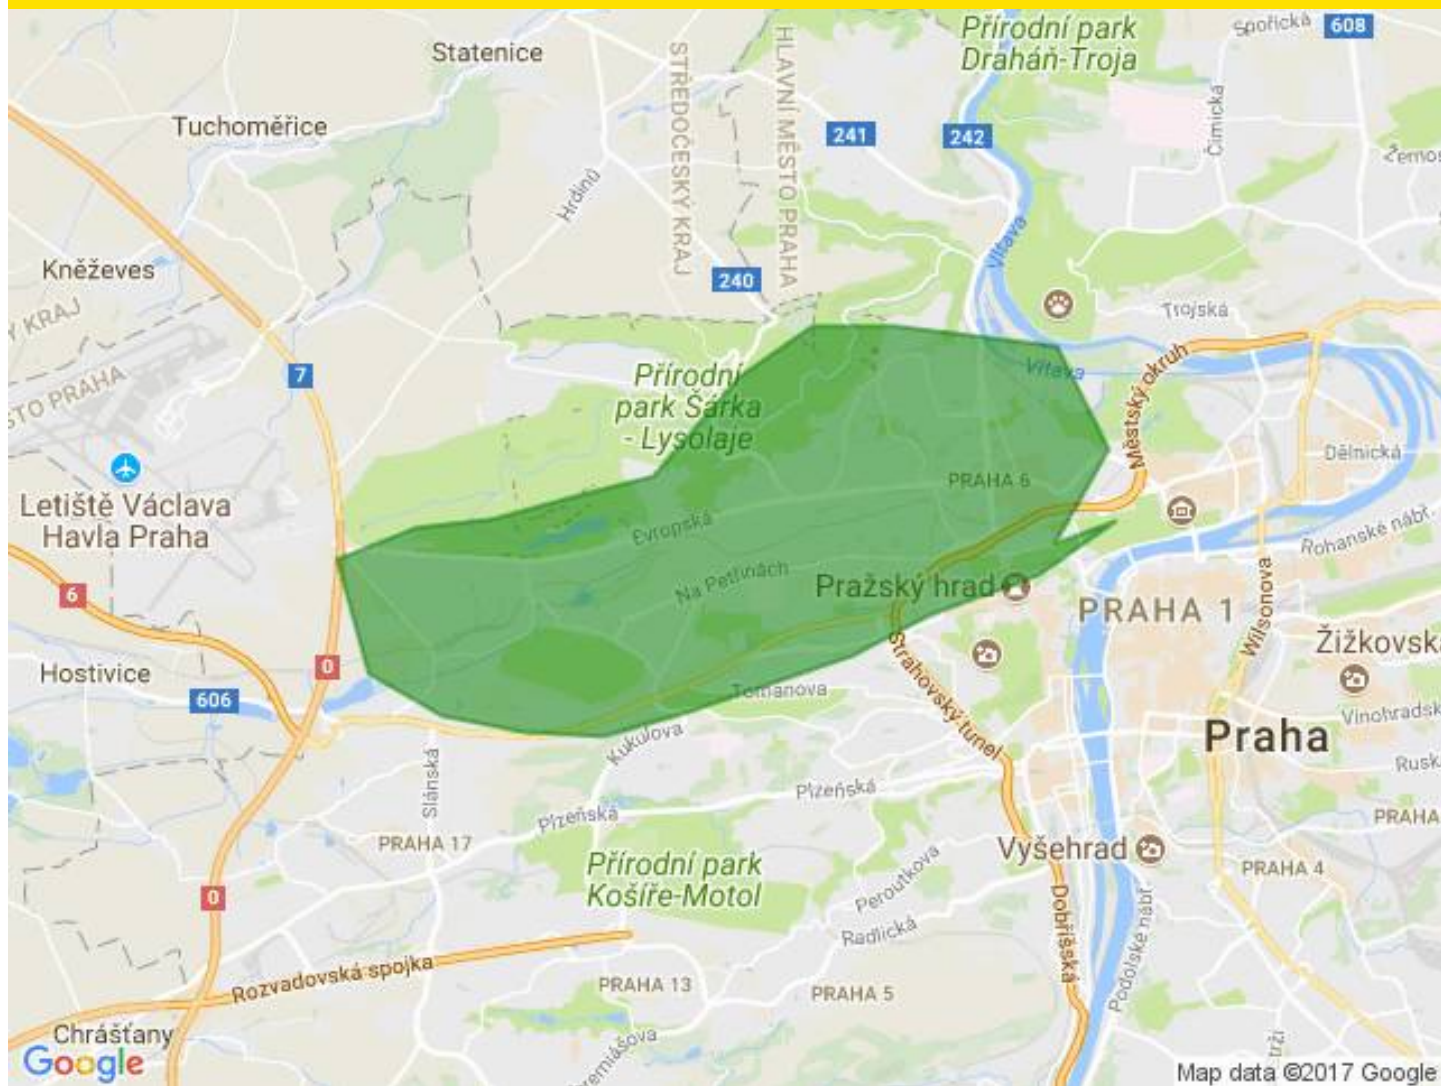 Přírodní park
Draháň-Troja
Spořická
608
Statenice
STŘEDOČESKÝ KRAJ
HLAVNÍ MĚSTO PRAHA
Tuchoměřice
241
242
Čimická
Hrdinů
Vltava
Kněževes
240
Trojská
7
Přírodní
park Šárka
- Lysolaje
Vltava
Městský okruh
Dělnická
PRAHA 6
Letiště Václava
Havla Praha
Evropská
Rohanské nábř.
Na Petřinách
Pražský hrad
6
PRAHA 1
Wilsonova
Hostivice
0
606
Strahovský tunel
Tomanova
Kukulova
Praha
Slánská
Plzeňská
Plzeňská
PRAHA 17
Vyšehrad
PRAHA 4
PRAHA
Přírodní park
Košíře-Motol
Peroutkova
0
Radlická
Dobříšská
Podolské nábř.
Rozvadovská spojka
PRAHA 13
PRAHA 5
Chrášťany
Google
Map data ©2017 Google